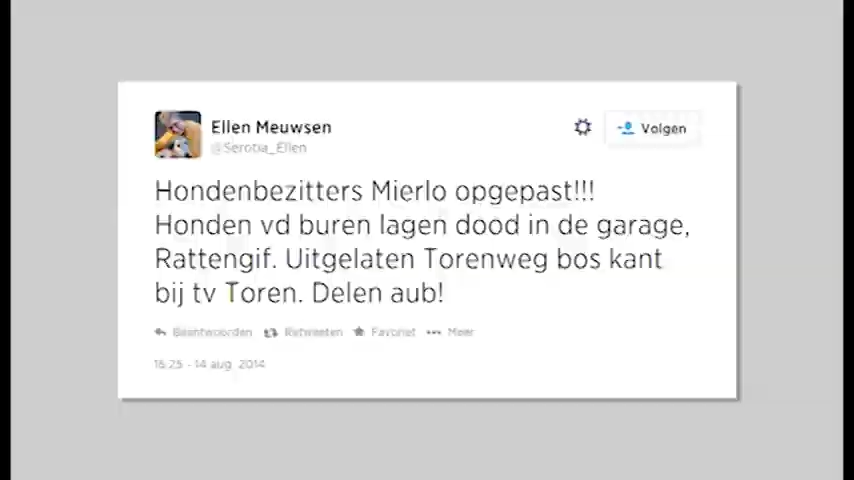 Ellen Meuwsen
@Serotia_Ellen
Volgen
Hondenbezitters Mierlo opgepast!!!
Honden vd buren lagen dood in de garage,
Rattengif. Uitgelaten Torenweg bos kant
bij tv Toren. Delen aub!
Beantwoorden Retweeten Favoriet Meer
16:25 - 14 aug. 2014